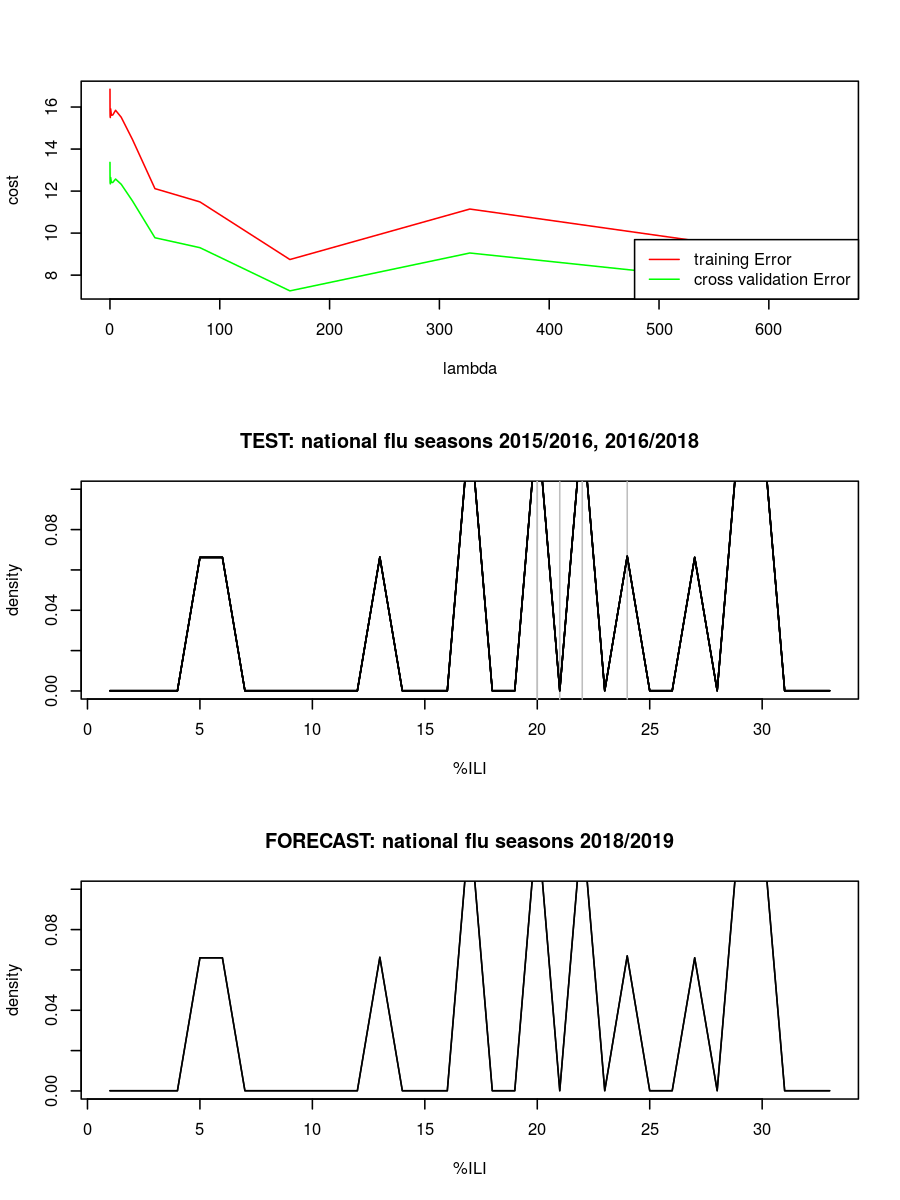 16
14
12
10
8
cost
training Error
cross validation Error
0 100 200 300 400 500 600
lambda
TEST: national flu seasons 2015/2016, 2016/2018
0.08
0.04
0.00
density
0 5 10 15 20 25 30
%ILI
FORECAST: national flu seasons 2018/2019
0.08
0.04
0.00
density
0 5 10 15 20 25 30
%ILI